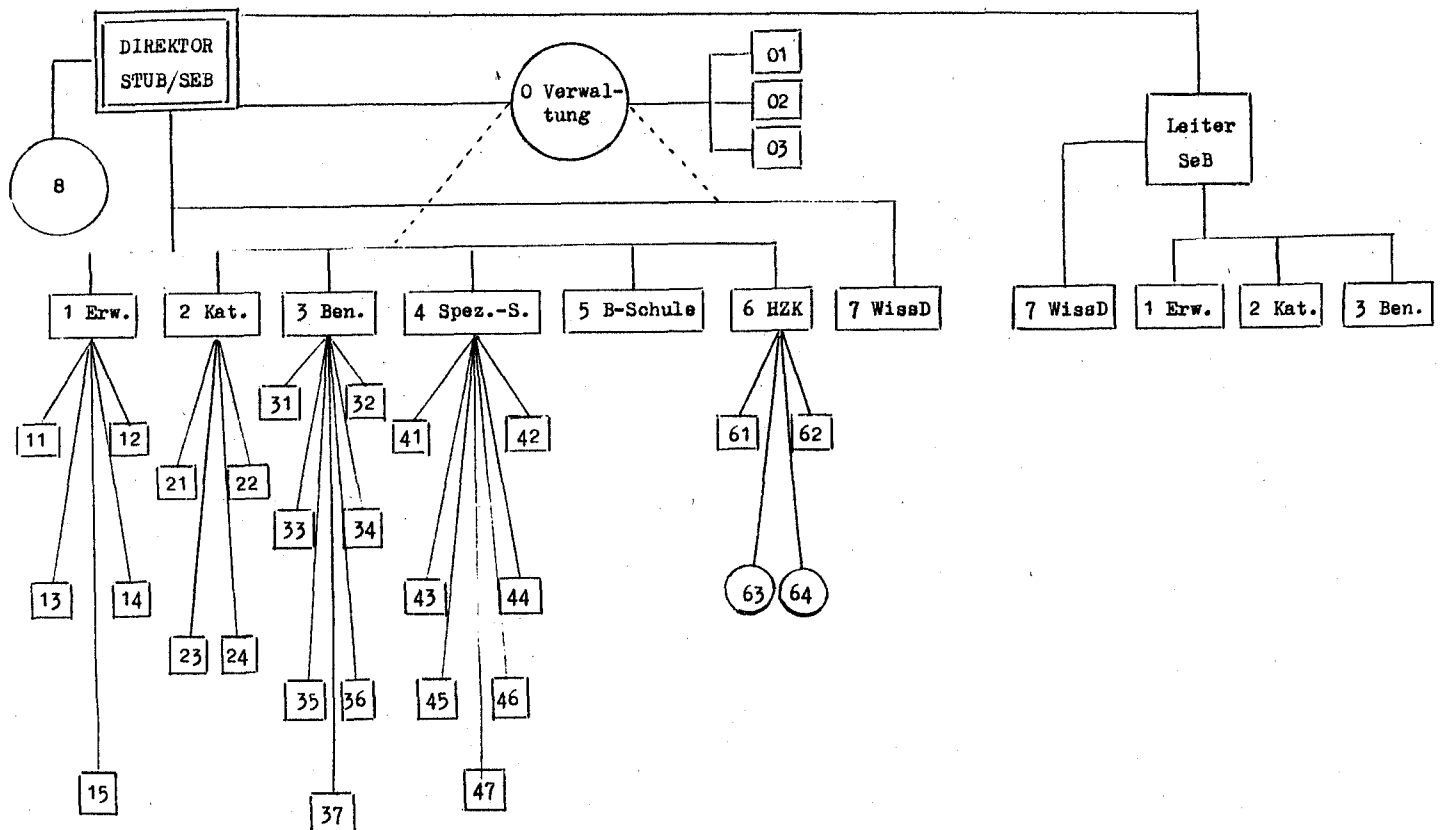 DIREKTOR
STUB/SEB
0 Verwal-
tung
01
02
03
Leiter
SeB
8
1 Erw.
2 Kat.
3 Ben.
4 Spez.-S.
5 B-Schule
6 HZK
7 WissD
7 WissD
1 Erw.
2 Kat.
3 Ben.
31
32
11
12
41
42
61
62
21
22
33
34
13
14
43
44
63
64
23
24
35
36
45
46
15
47
37